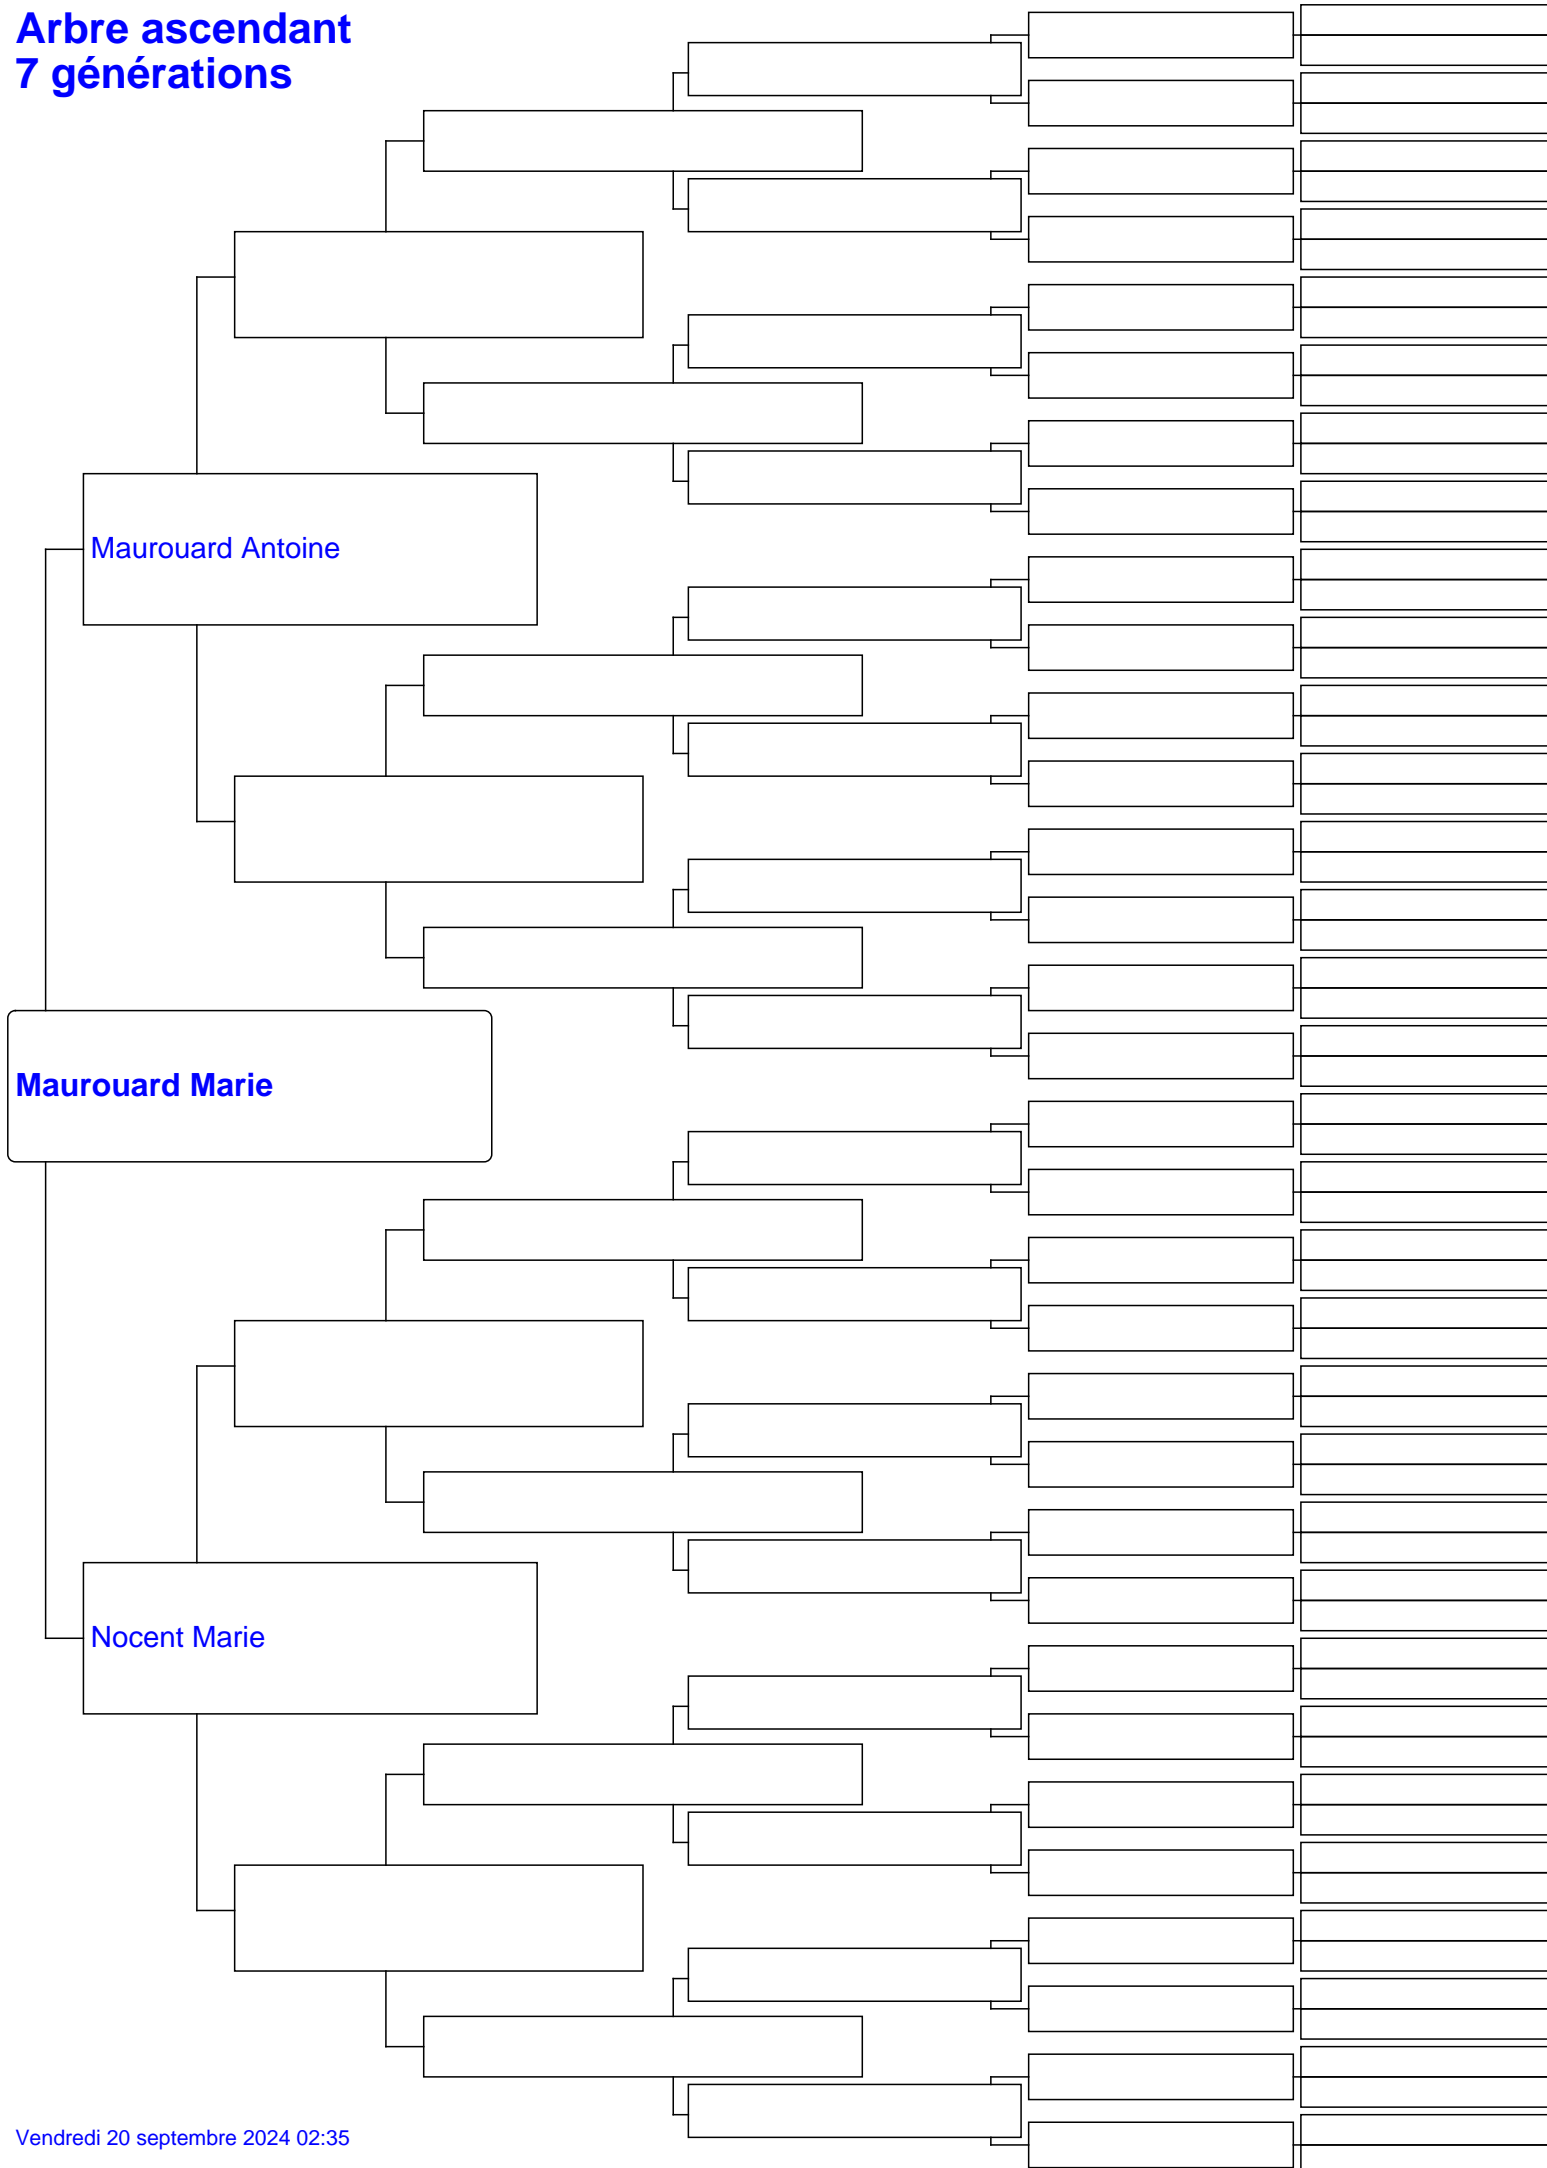 Arbre ascendant
7 générations
Maurouard Antoine
Maurouard Marie
Nocent Marie
Vendredi 20 septembre 2024 02:35